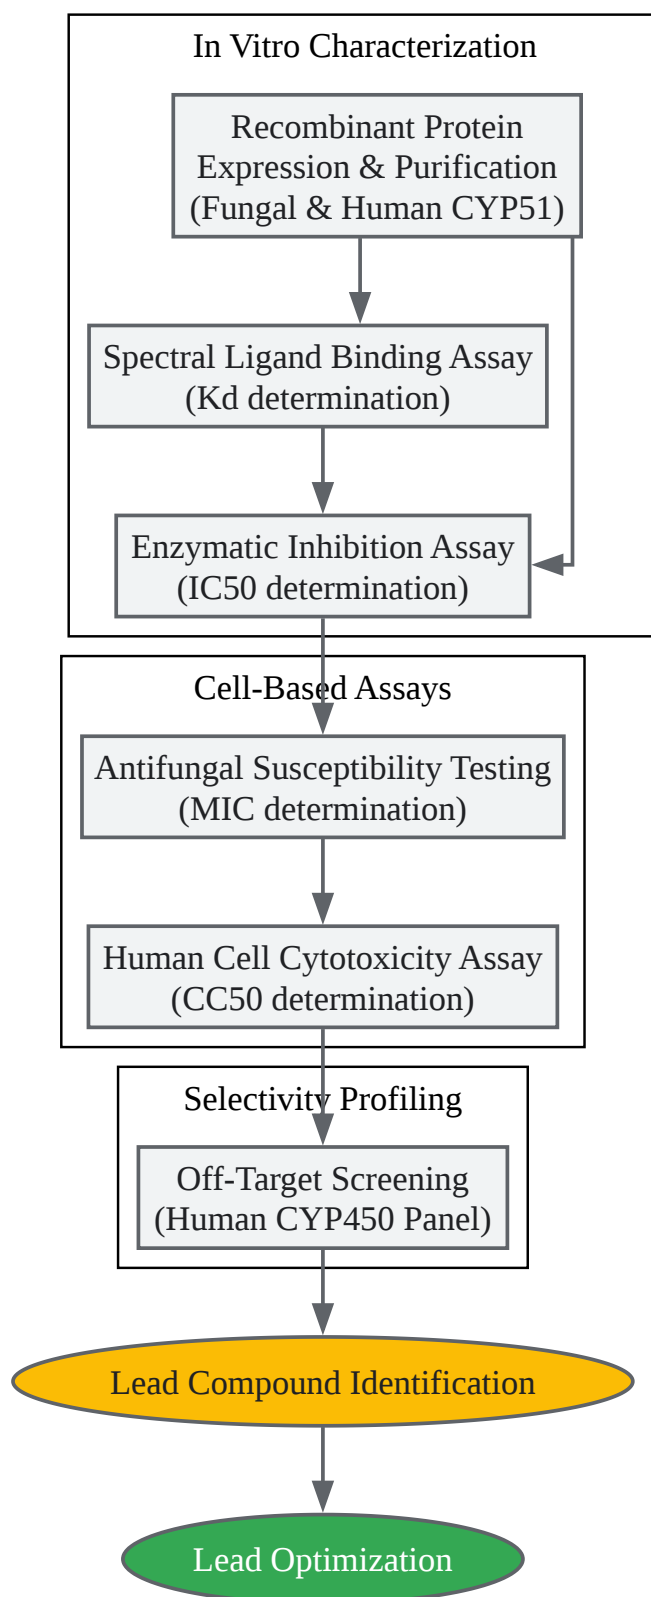 In Vitro Characterization
Recombinant Protein
Expression & Purification
(Fungal & Human CYP51)
Spectral Ligand Binding Assay
(Kd determination)
Enzymatic Inhibition Assay
(IC50 determination)
Cell-Based Assays
Antifungal Susceptibility Testing
(MIC determination)
Human Cell Cytotoxicity Assay
(CC50 determination)
Selectivity Profiling
Off-Target Screening
(Human CYP450 Panel)
Lead Compound Identification
Lead Optimization